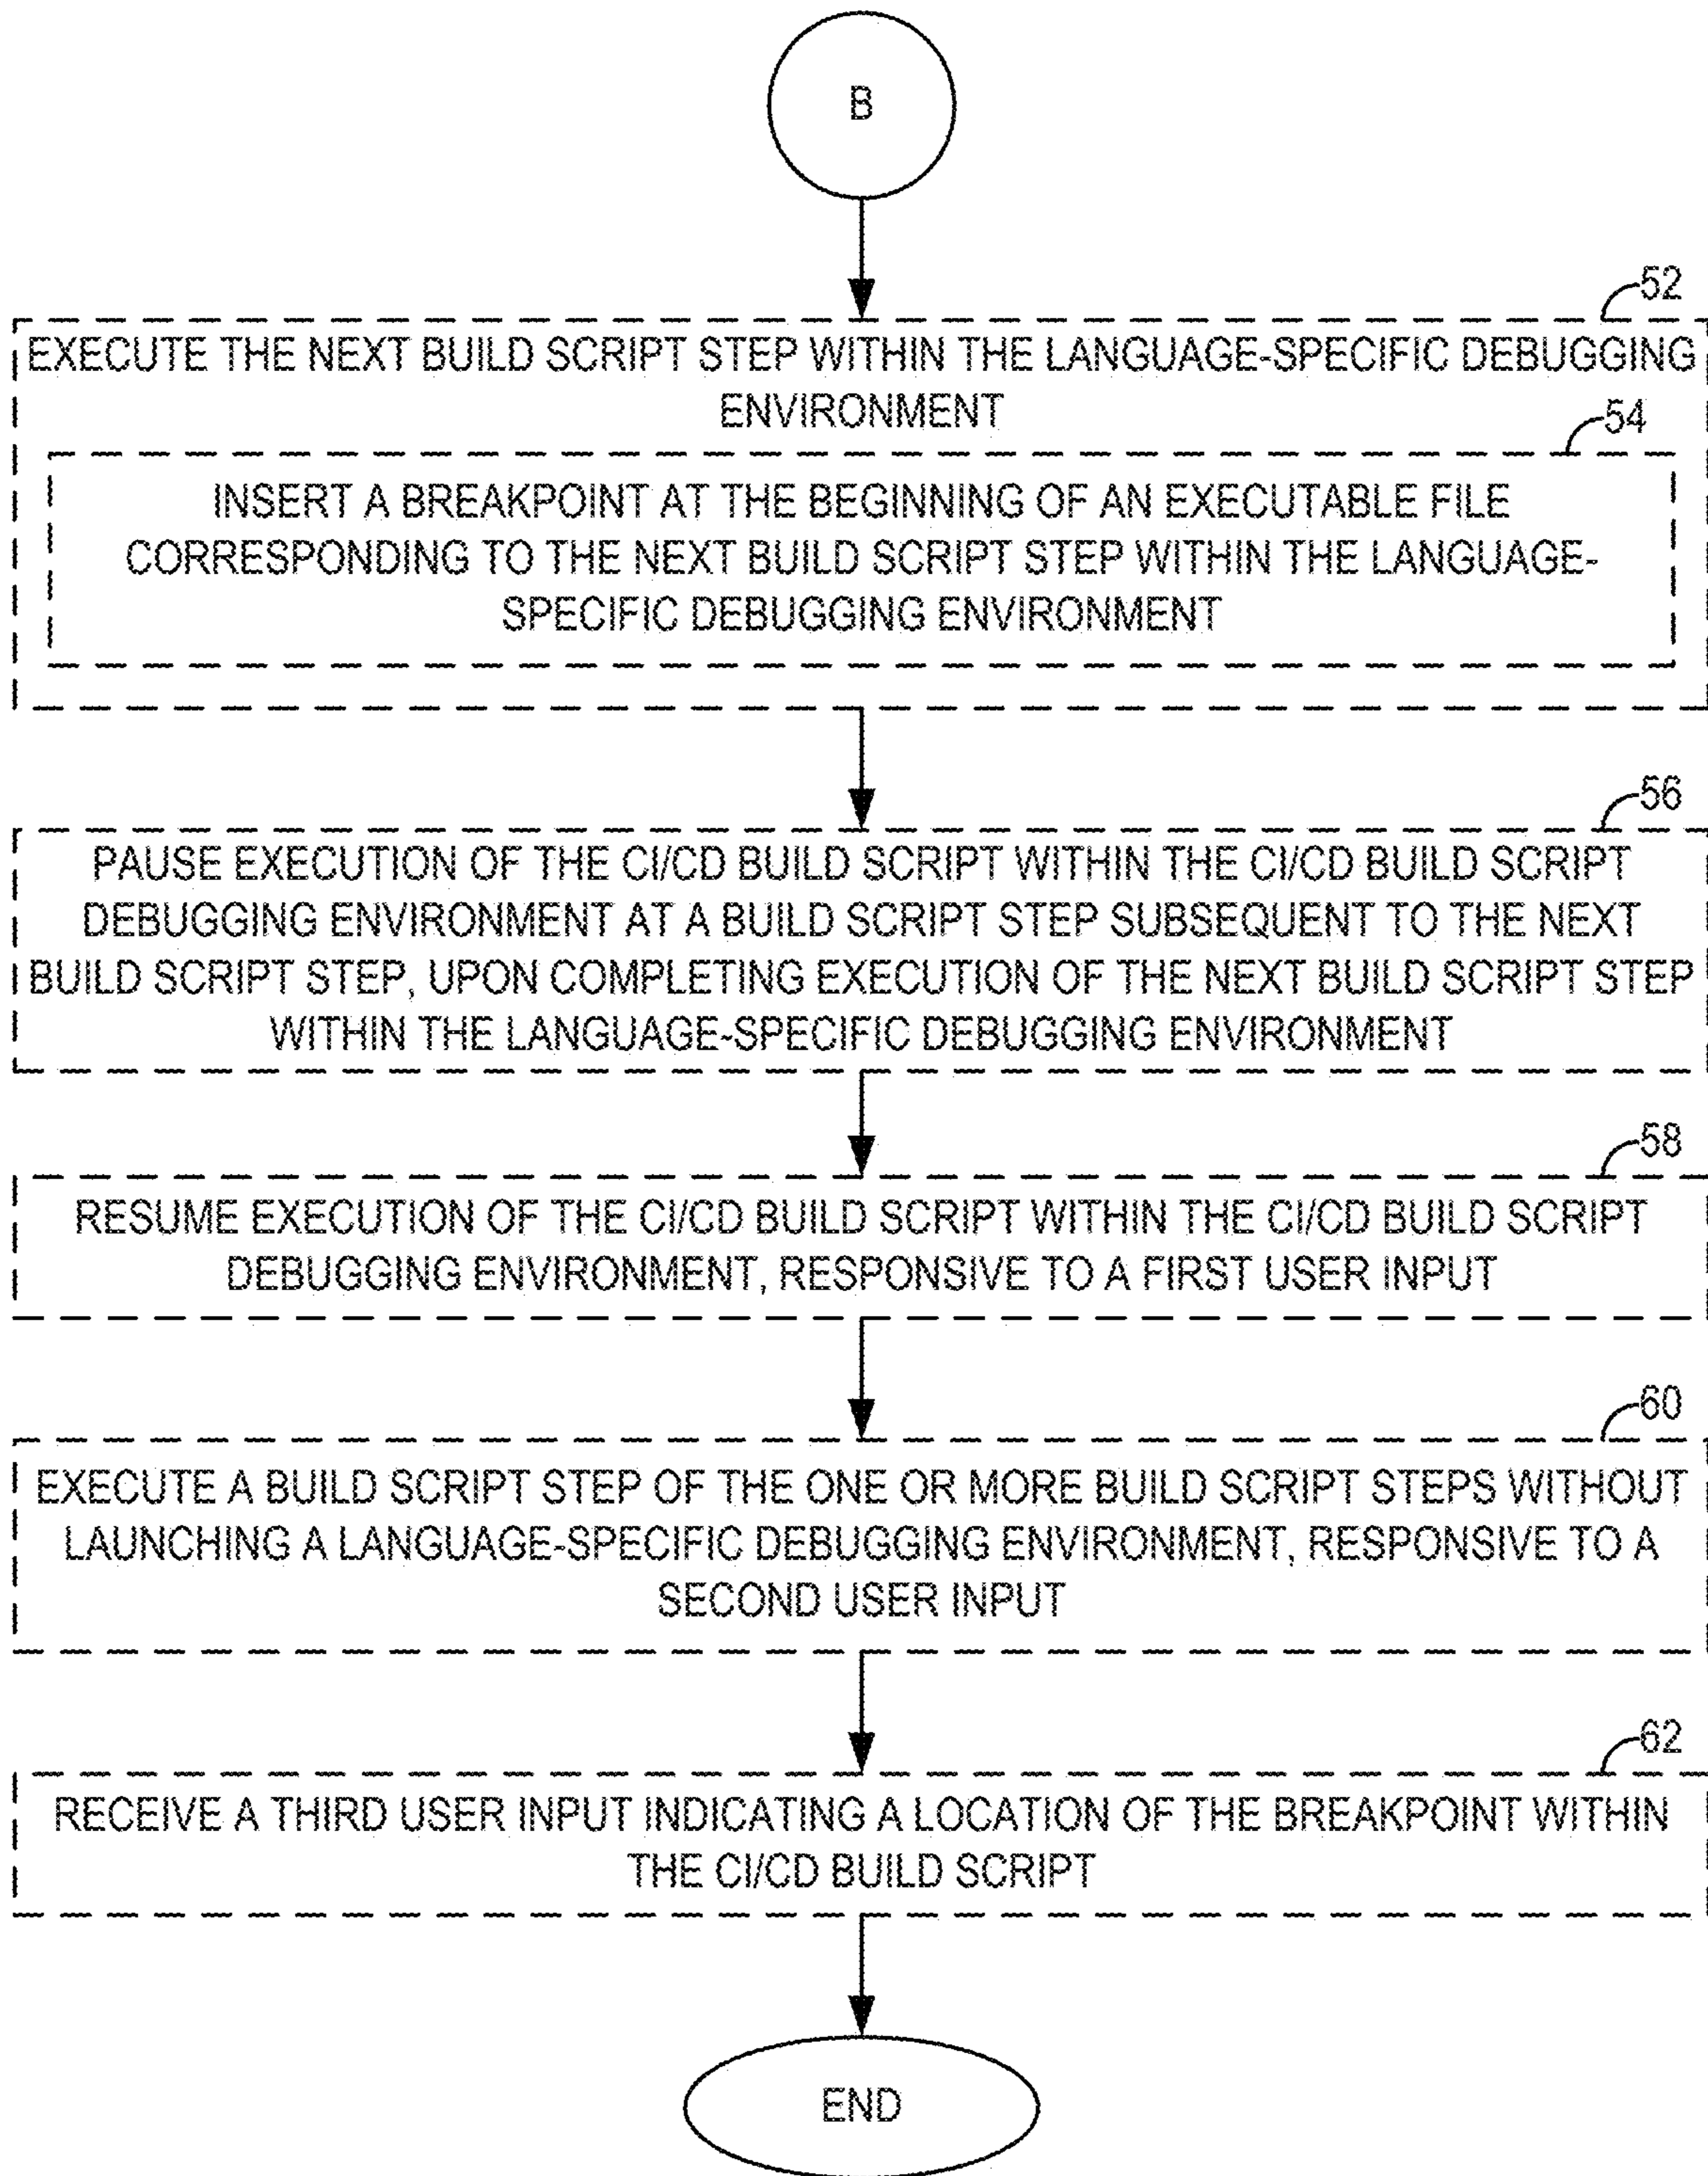 B
52
EXECUTE THE NEXT BUILD SCRIPT STEP WITHIN THE LANGUAGE-SPECIFIC DEBUGGING
ENVIRONMENT
54
INSERT A BREAKPOINT AT THE BEGINNING OF AN EXECUTABLE FILE
CORRESPONDING TO THE NEXT BUILD SCRIPT STEP WITHIN THE LANGUAGE-
SPECIFIC DEBUGGING ENVIRONMENT
56
PAUSE EXECUTION OF THE CI/CD BUILD SCRIPT WITHIN THE CI/CD BUILD SCRIPT
DEBUGGING ENVIRONMENT AT A BUILD SCRIPT STEP SUBSEQUENT TO THE NEXT
BUILD SCRIPT STEP, UPON COMPLETING EXECUTION OF THE NEXT BUILD SCRIPT STEP
WITHIN THE LANGUAGE-SPECIFIC DEBUGGING ENVIRONMENT
58
RESUME EXECUTION OF THE CI/CD BUILD SCRIPT WITHIN THE CI/CD BUILD SCRIPT
DEBUGGING ENVIRONMENT, RESPONSIVE TO A FIRST USER INPUT
60
EXECUTE A BUILD SCRIPT STEP OF THE ONE OR MORE BUILD SCRIPT STEPS WITHOUT
LAUNCHING A LANGUAGE-SPECIFIC DEBUGGING ENVIRONMENT, RESPONSIVE TO A
SECOND USER INPUT
62
RECEIVE A THIRD USER INPUT INDICATING A LOCATION OF THE BREAKPOINT WITHIN
THE CI/CD BUILD SCRIPT
END